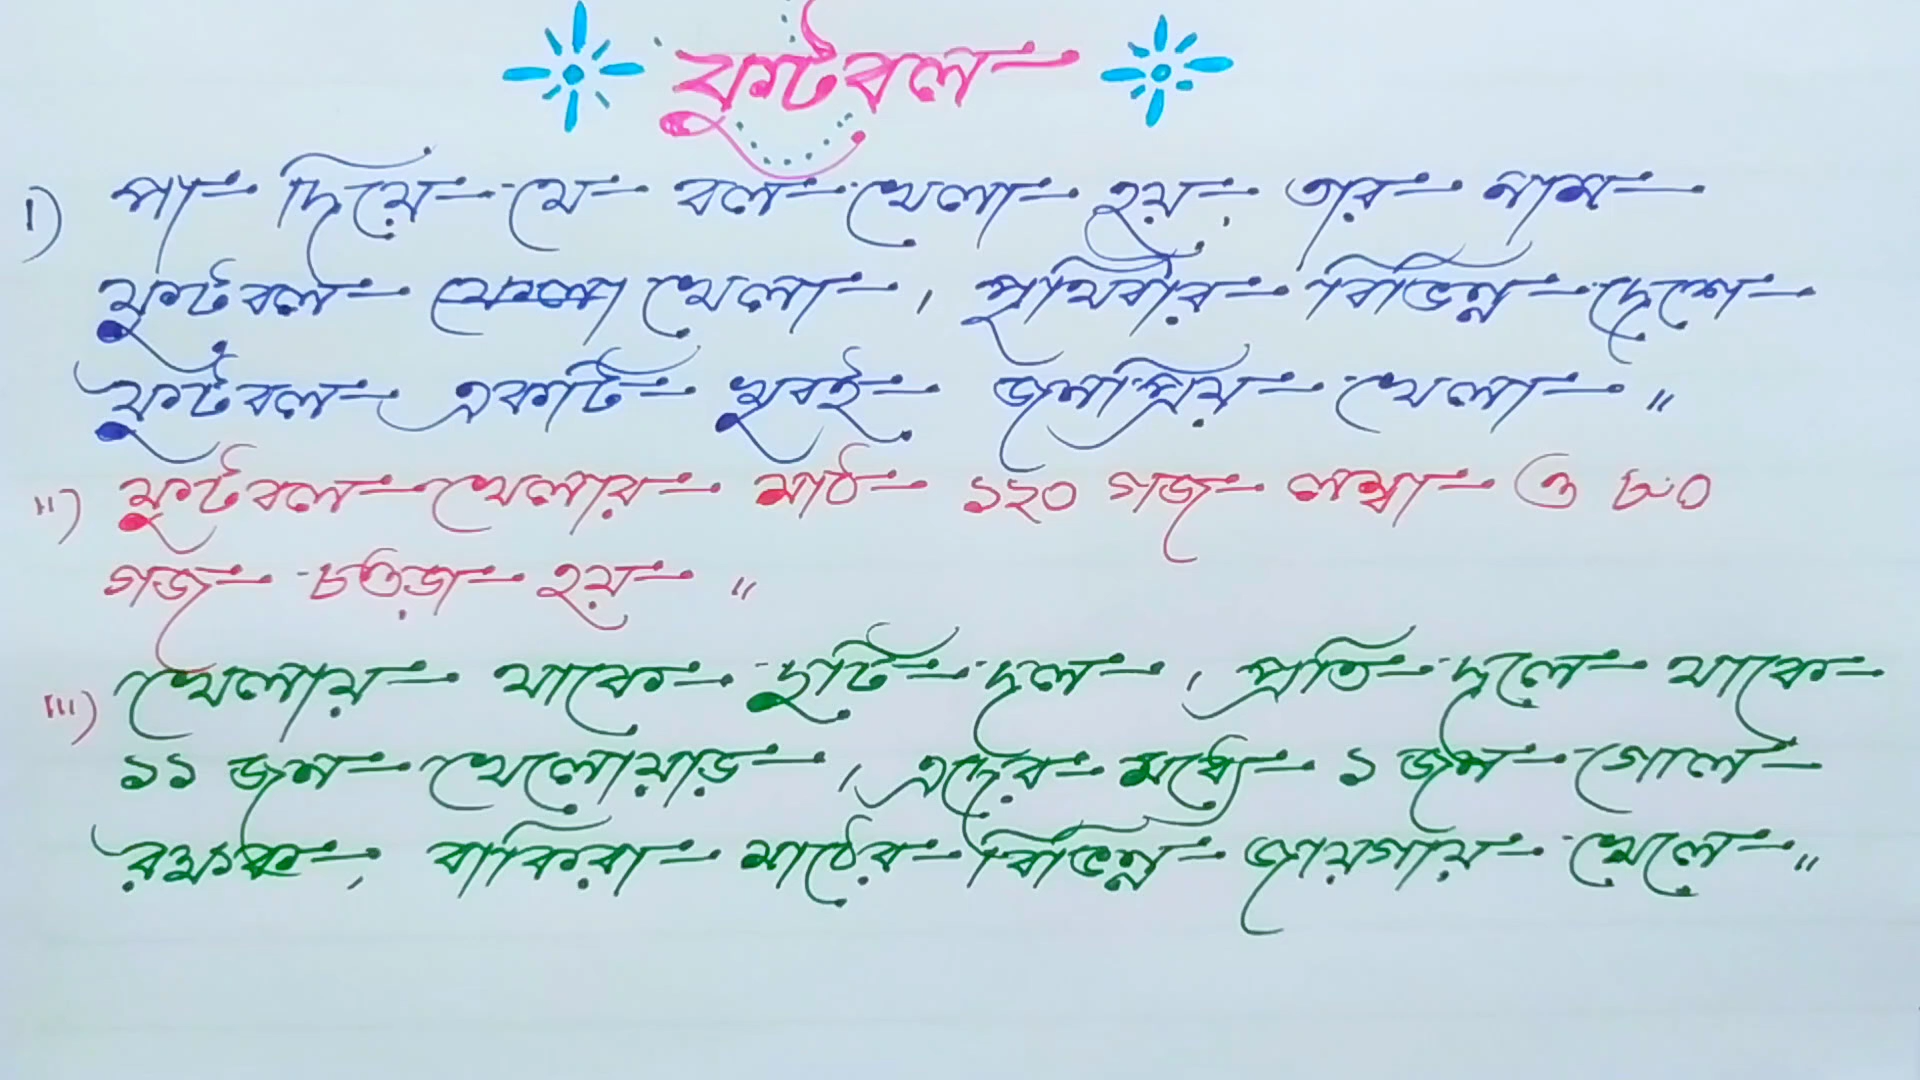 ফুটবল
i) পা দিয়ে যে বল খেলা হয়, তার নাম
ফুটবল খেলা খেলা। পৃথিবীর বিভিন্ন দেশে
ফুটবল একটি খুবই জনপ্রিয় খেলা॥
ii) ফুটবল খেলার মাঠ ১২০ গজ লম্বা ও ৮০
গজ চওড়া হয়॥
iii) খেলায় থাকে দুটি দল, প্রতি দলে থাকে
১১ জন খেলোয়াড়, এদের মধ্যে ১ জন গোল
রক্ষক, বাকিরা মাঠের বিভিন্ন জায়গায় খেলে॥